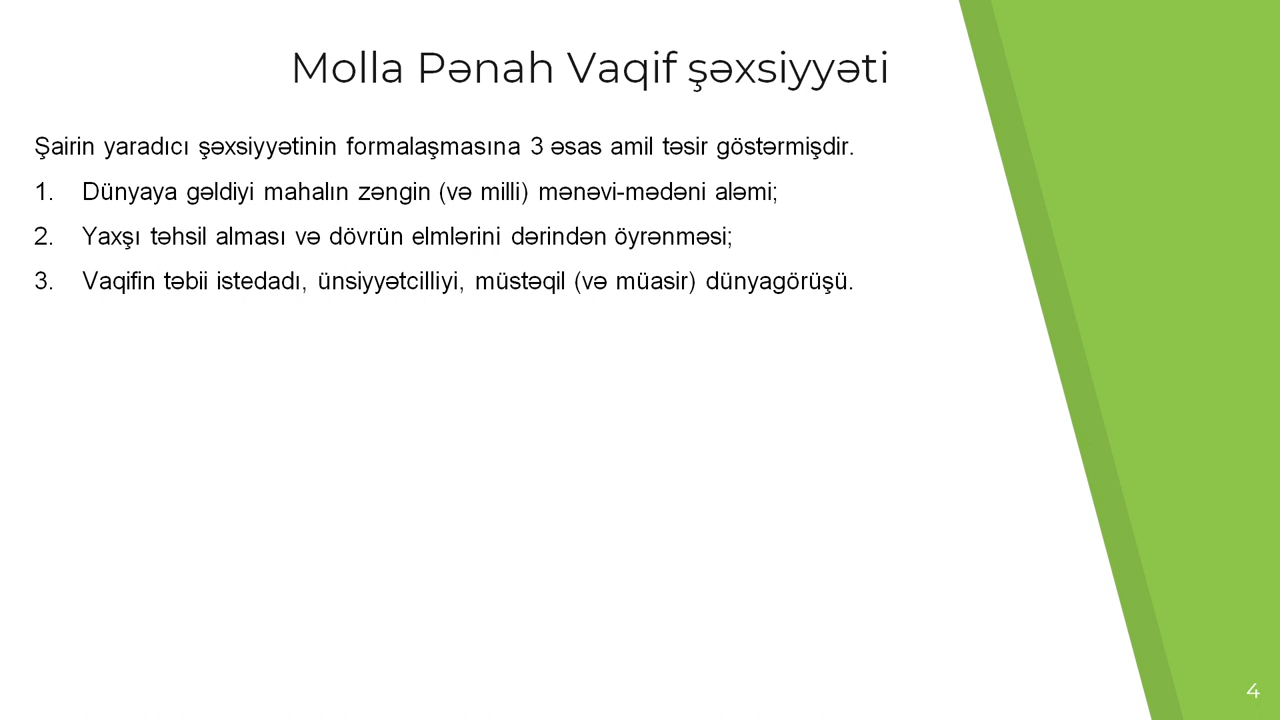 Molla Pənah Vaqif şəxsiyyəti
Şairin yaradıcı şəxsiyyətinin formalaşmasına 3 əsas amil təsir göstərmişdir.
1. Dünyaya gəldiyi mahalın zəngin (və milli) mənəvi-mədəni aləmi;
2. Yaxşı təhsil alması və dövrün elmlərini dərindən öyrənməsi;
3. Vaqifin təbii istedadı, ünsiyyətcilliyi, müstəqil (və müasir) dünyagörüşü.
4